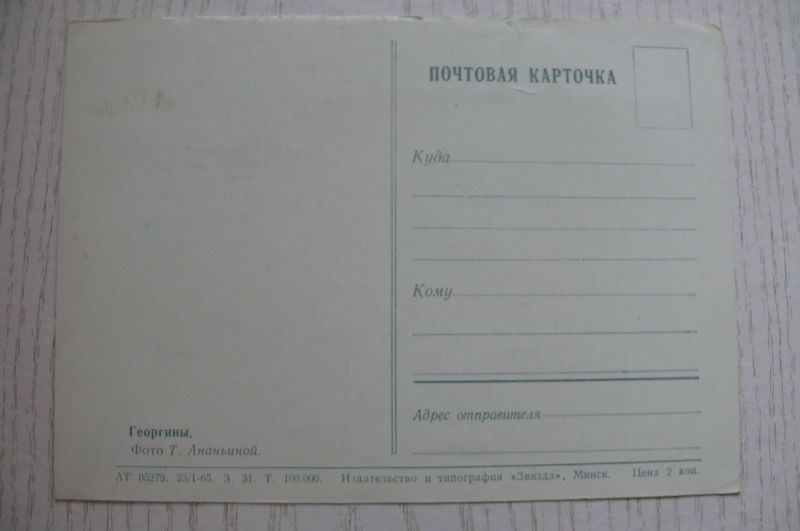 ПОЧТОВАЯ КАРТОЧКА
Куда
Кому
Адрес отправителя
Георгины.
Фото Т. Ананьиной.
АТ 05279. 23/1-65. З. 31. Т. 100.000. Издательство и типография «Звязда», Минск. Цена 2 коп.